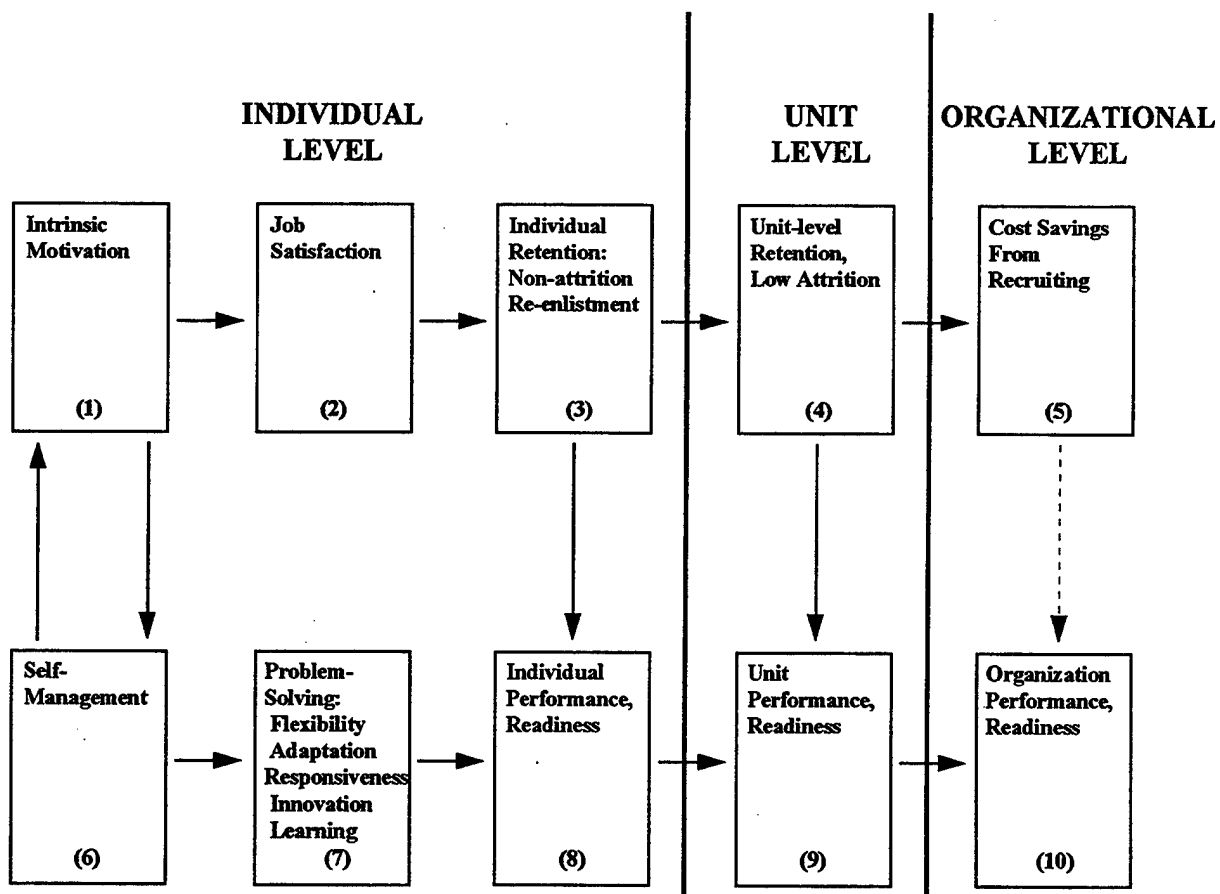 INDIVIDUAL
LEVEL
UNIT
LEVEL
ORGANIZATIONAL
LEVEL
Intrinsic
Motivation
(1)
Job
Satisfaction
(2)
Individual
Retention:
Non-attrition
Re-enlistment
(3)
Unit-level
Retention,
Low Attrition
(4)
Cost Savings
From
Recruiting
(5)
Self-
Management
(6)
Problem-
Solving:
Flexibility
Adaptation
Responsiveness
Innovation
Learning
(7)
Individual
Performance,
Readiness
(8)
Unit
Performance,
Readiness
(9)
Organization
Performance,
Readiness
(10)